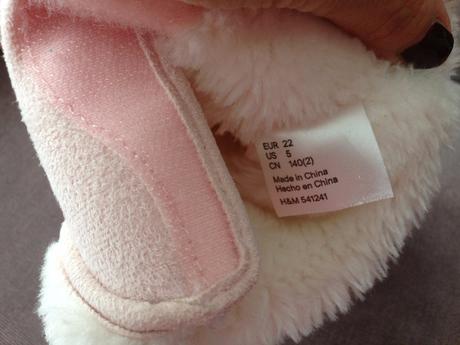 EUR 22
US 5
CN 140(2)
Made in China
Hecho en China
H&M 541241